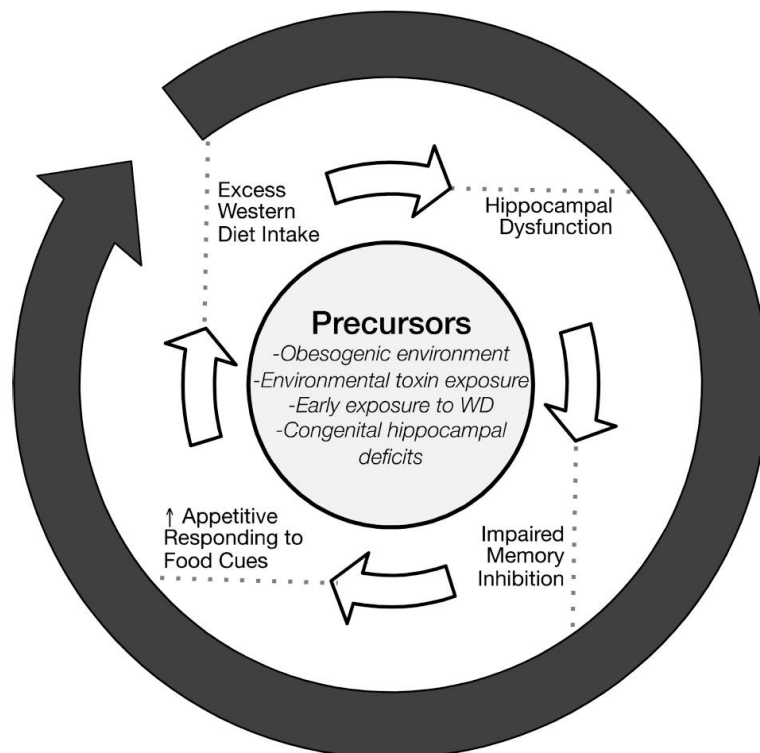 Excess
Western
Diet Intake
Hippocampal
Dysfunction
Precursors
-Obesogenic environment
-Environmental toxin exposure
-Early exposure to WD
-Congenital hippocampal
deficits
Impaired
Memory
Inhibition
↑ Appetitive
Responding to
Food Cues